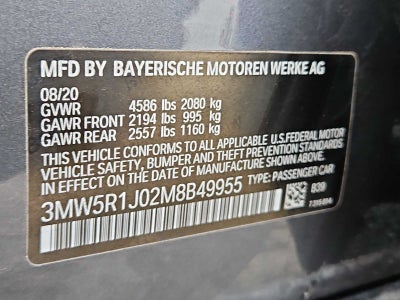 MFD BY BAYERISCHE MOTOREN WERKE AG
08/20
GVWR 4586 lbs 2080 kg
GAWR FRONT 2194 lbs 995 kg
GAWR REAR 2557 lbs 1160 kg
THIS VEHICLE CONFORMS TO ALL APPLICABLE U.S.FEDERAL MOTOR
VEHICLE SAFETY, BUMPER AND THEFT PREVENTION STANDARDS
IN EFFECT ON THE DATE OF MANUFACTURE SHOWN ABOVE.
3MW5R1J02M8B49955 TYPE: PASSENGER CAR
B39